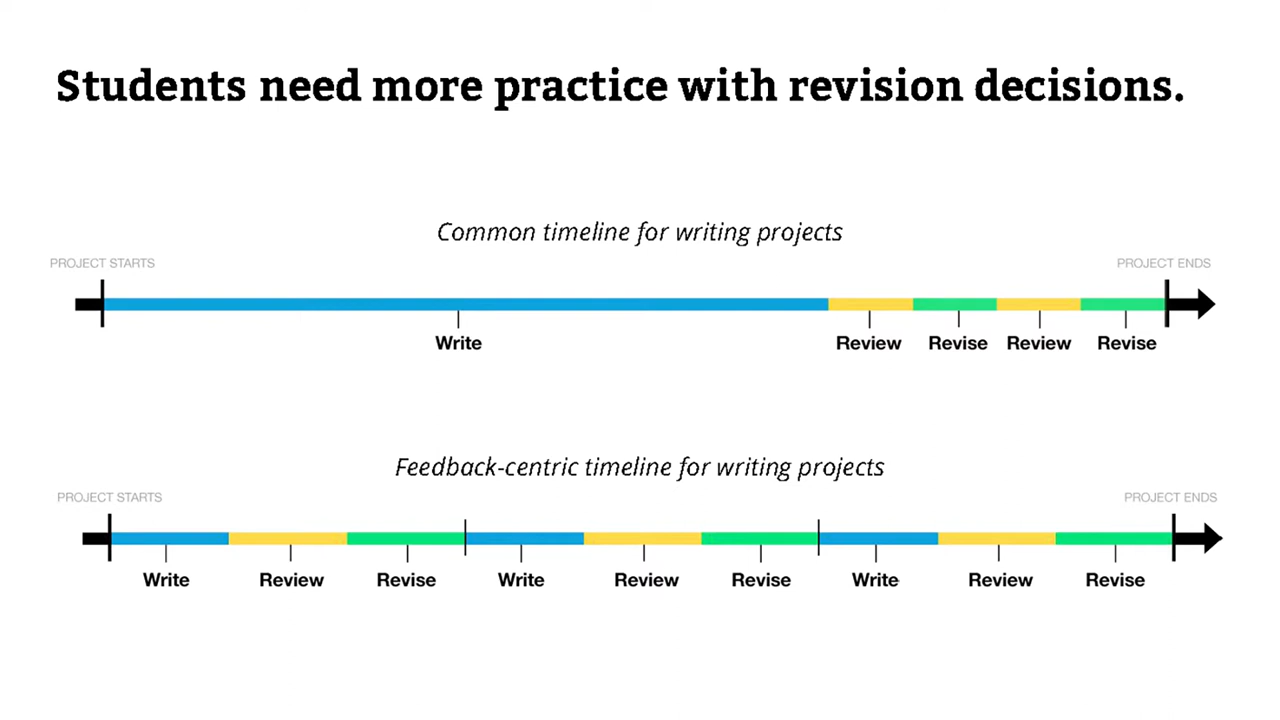 Students need more practice with revision decisions.
Common timeline for writing projects
PROJECT STARTS PROJECT ENDS
Write Review Revise Review Revise
Feedback-centric timeline for writing projects
PROJECT STARTS PROJECT ENDS
Write Review Revise Write Review Revise Write Review Revise